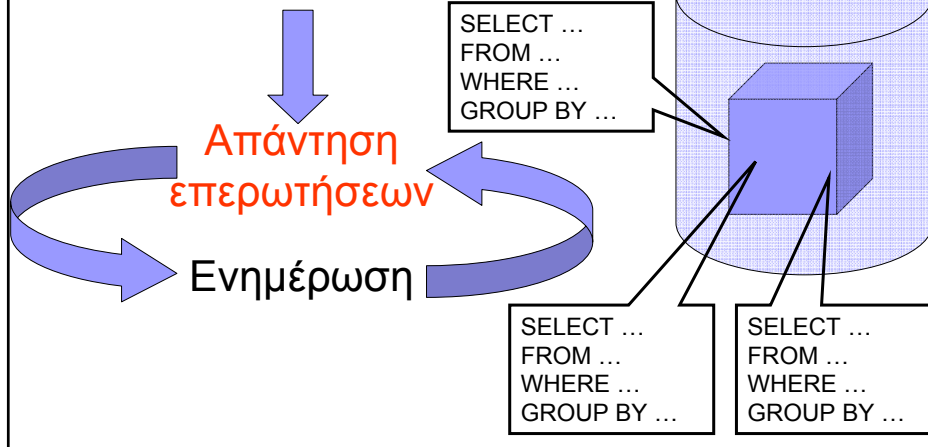 SELECT …
FROM …
WHERE …
GROUP BY …
Απάντηση
επερωτήσεων
Ενημέρωση
SELECT …
FROM …
WHERE …
GROUP BY …
SELECT …
FROM …
WHERE …
GROUP BY …